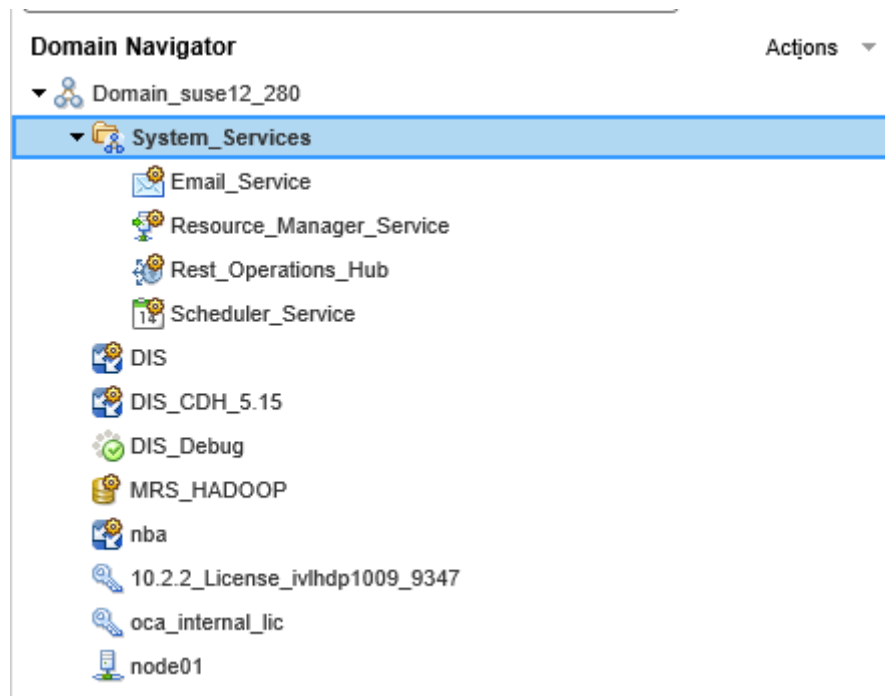 Domain Navigator Actions
Domain_suse12_280
System_Services
Email_Service
Resource_Manager_Service
Rest_Operations_Hub
Scheduler_Service
DIS
DIS_CDH_5.15
DIS_Debug
MRS_HADOOP
nba
10.2.2_License_ivlhdp1009_9347
oca_internal_lic
node01